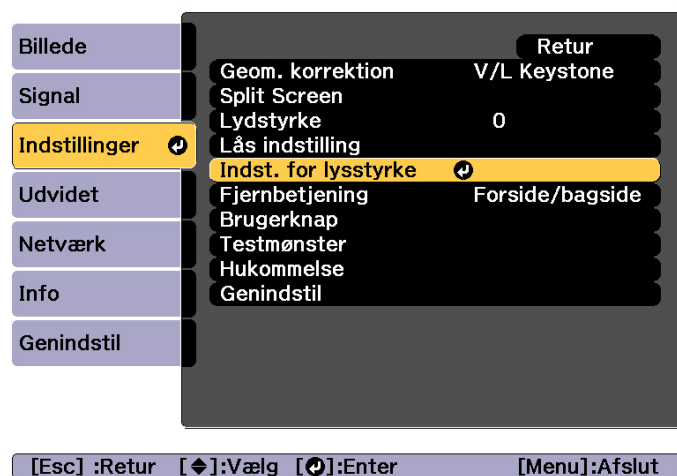 Billede
Signal
Indstillinger
Udvidet
Netværk
Info
Genindstil
Retur
Geom. korrektion V/L Keystone
Split Screen
Lydstyrke 0
Lås indstilling
Indst. for lysstyrke
Fjernbetjening Forside/bagside
Brugerknap
Testmønster
Hukommelse
Genindstil
[Esc] :Retur [◆]:Vælg [↲]:Enter [Menu]:Afslut